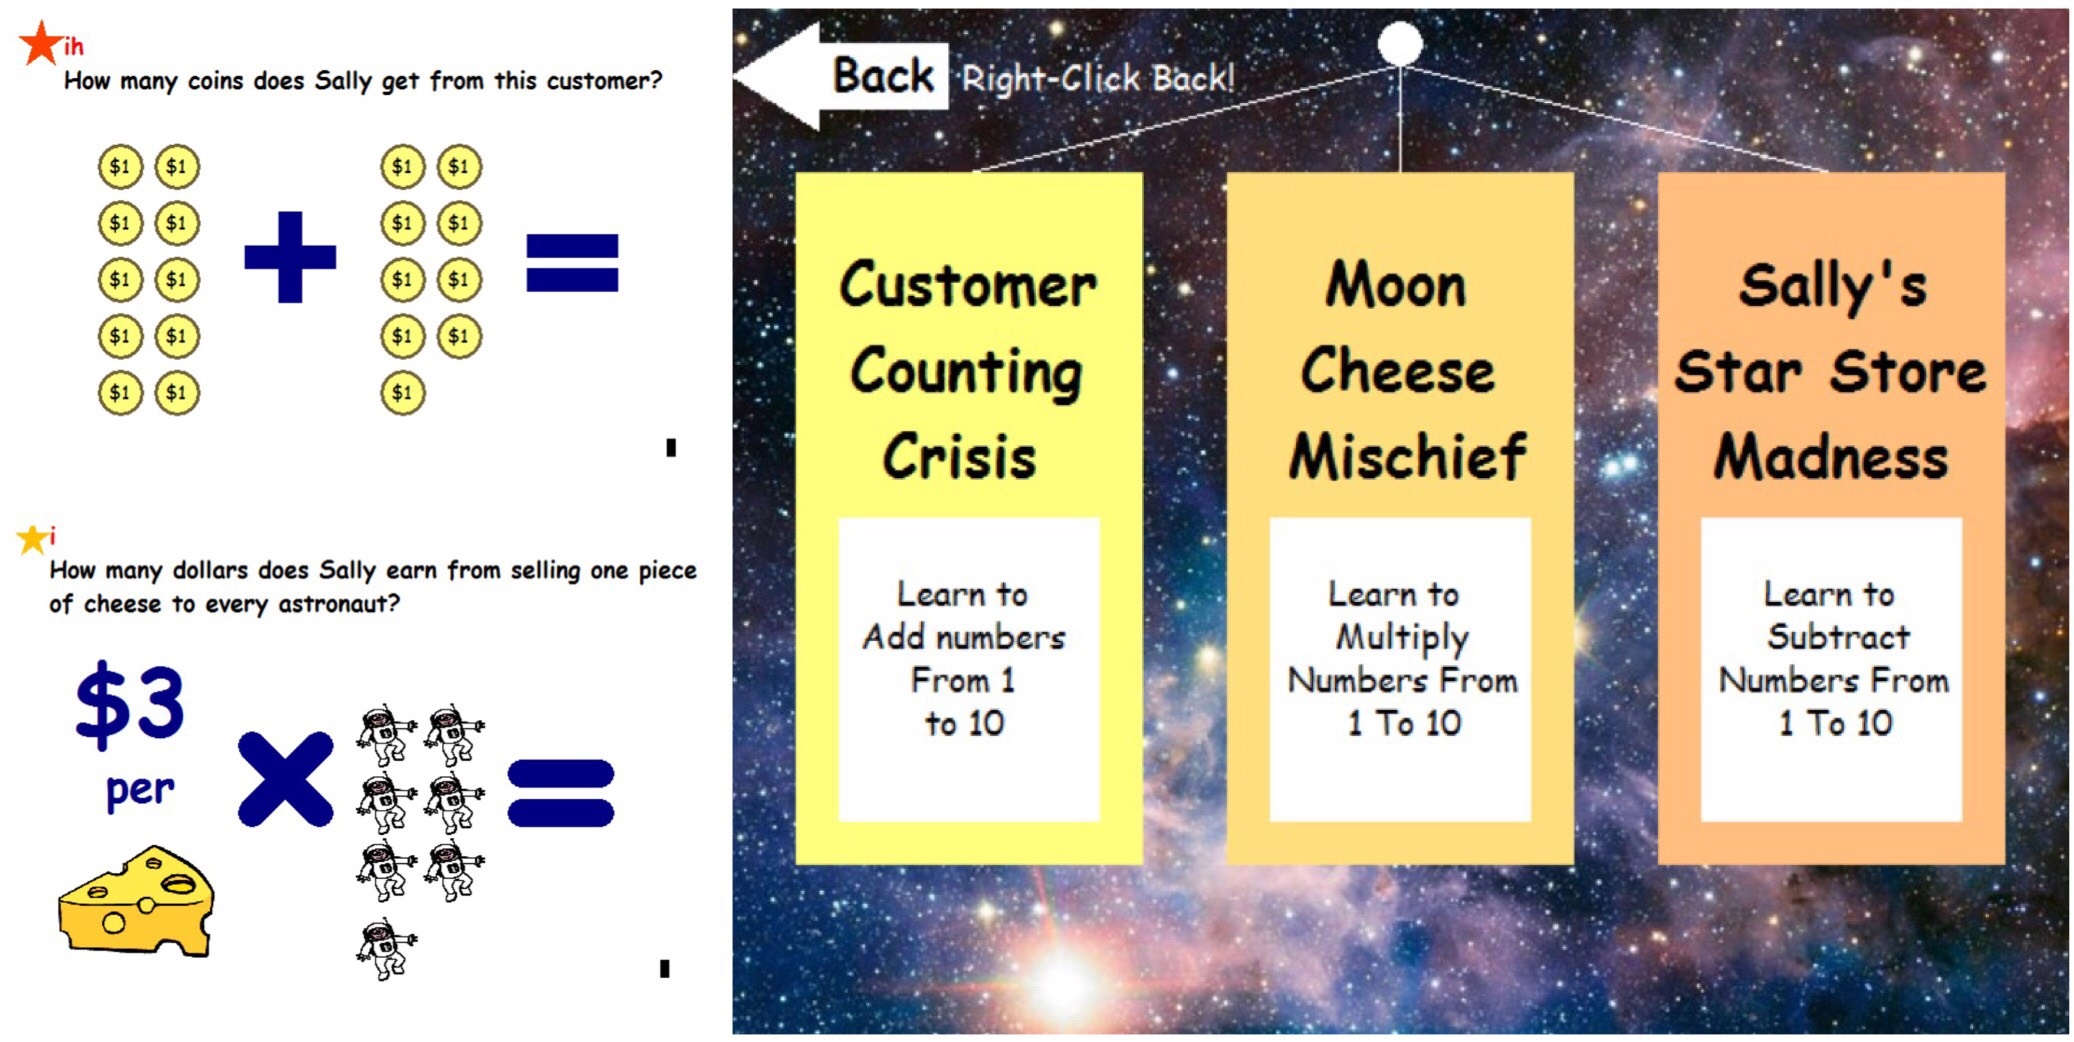 ih
How many coins does Sally get from this customer?
$1 $1 $1 $1
$1 $1 $1 $1
$1 $1 $1 $1
$1 $1 $1 $1
$1 $1 $1
i
How many dollars does Sally earn from selling one piece
of cheese to every astronaut?
$3
per
Back Right-Click Back!
Customer
Counting
Crisis
Learn to
Add numbers
From 1
to 10
Moon
Cheese
Mischief
Learn to
Multiply
Numbers From
1 To 10
Sally's
Star Store
Madness
Learn to
Subtract
Numbers From
1 To 10